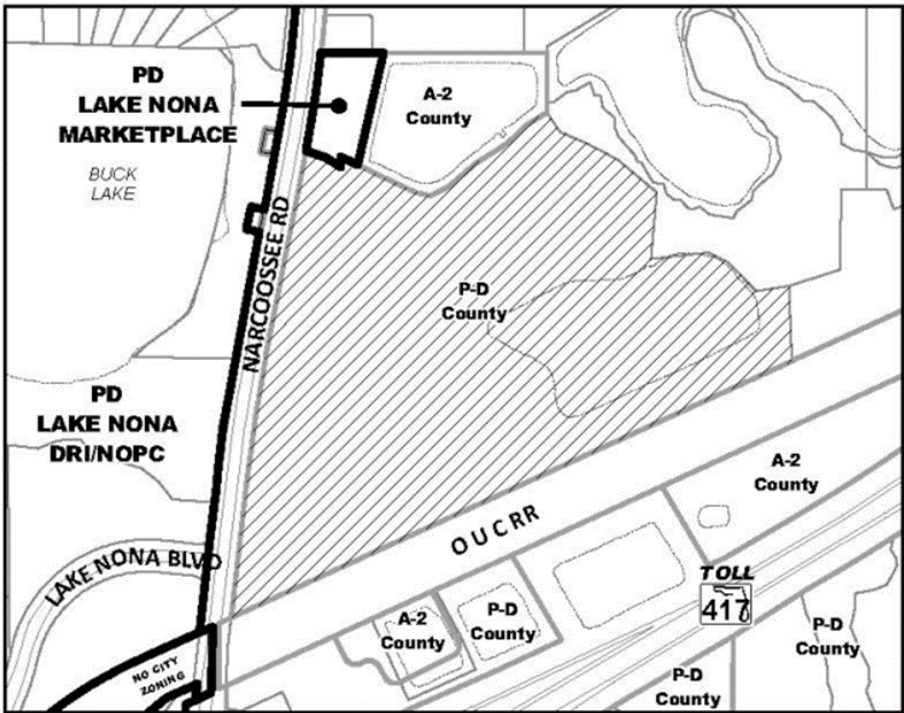 PD
LAKE NONA
MARKETPLACE
A-2
County
BUCK
LAKE
NARCOOSSEE RD
P-D
County
PD
LAKE NONA
DRI/NOPC
A-2
County
OUCRR
LAKE NONA BLVD
TOLL
417
A-2
County
P-D
County
P-D
County
NO CITY
ZONING
P-D
County